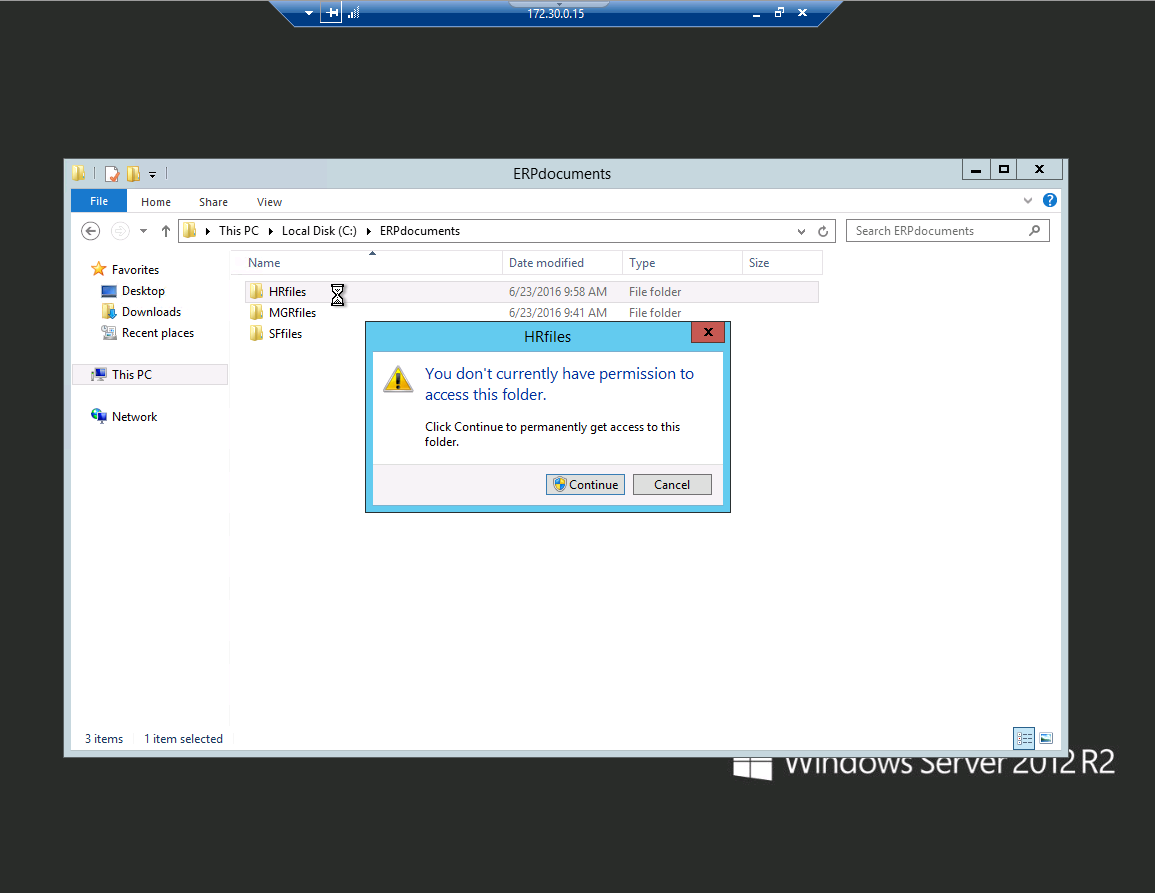 172.30.0.15
ERPdocuments
File Home Share View
This PC Local Disk (C:) ERPdocuments Search ERPdocuments
Name Date modified Type Size
Favorites
Desktop
Downloads
Recent places
This PC
Network
HRfiles 6/23/2016 9:58 AM File folder
MGRfiles 6/23/2016 9:41 AM File folder
SFfiles
HRfiles
You don't currently have permission to
access this folder.
Click Continue to permanently get access to this
folder.
Continue Cancel
3 items 1 item selected
Windows Server 2012 R2